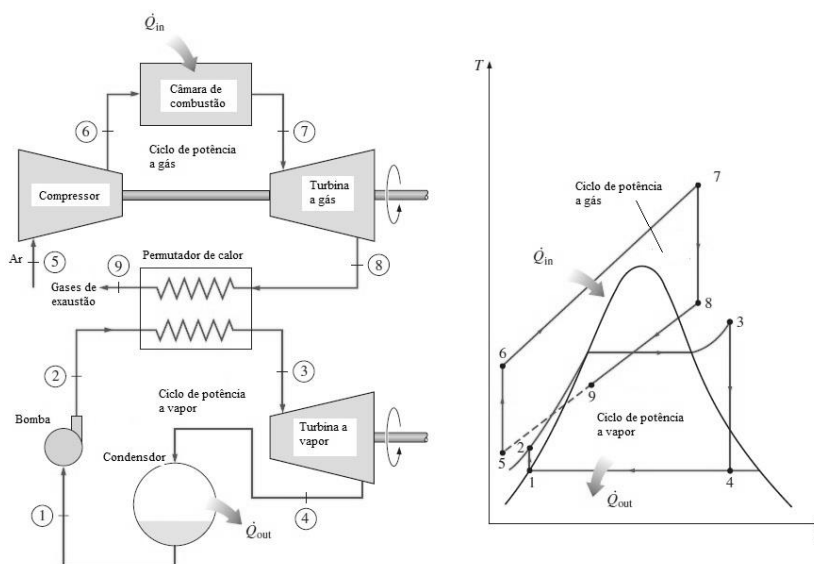 Q̇in
Câmara de
combustão
6
7
Ciclo de potência
a gás
Compressor
Turbina
a gás
Ar
5
9
Permutador de calor
8
Gases de
exaustão
2
3
Ciclo de potência
a vapor
Bomba
Turbina a
vapor
Condensdor
1
4
Q̇out
T
7
Ciclo de potência
a gás
Q̇in
8
3
6
9
Ciclo de potência
a vapor
5
2
1
4
Q̇out